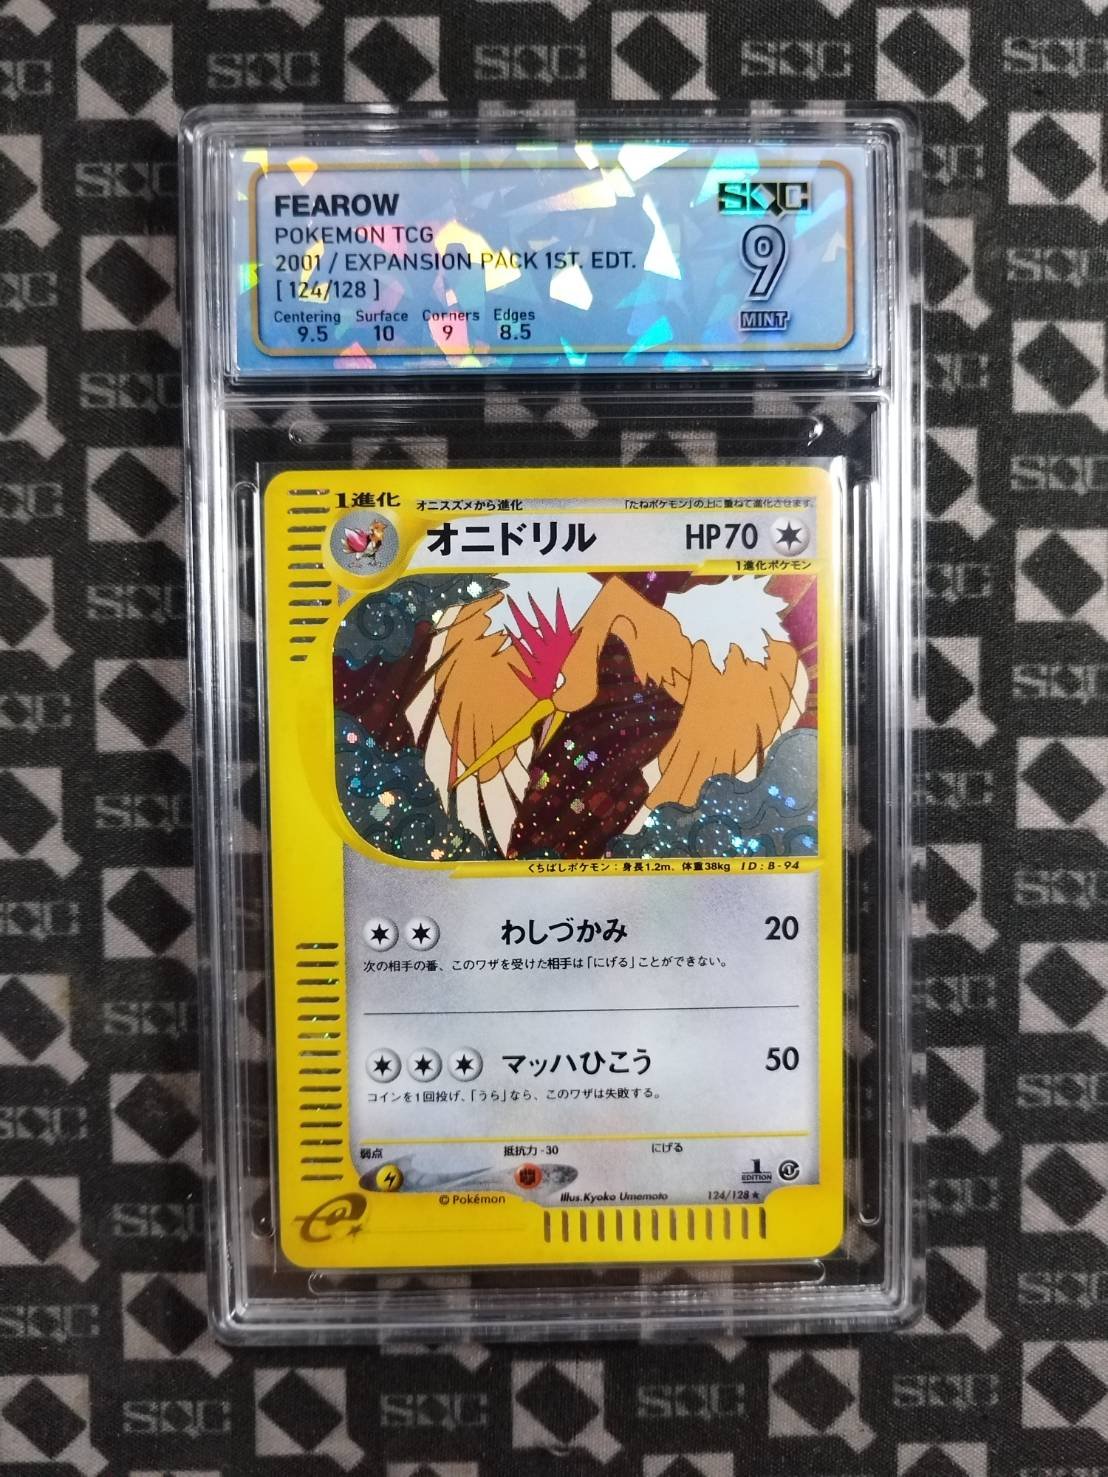 FEAROW
POKEMON TCG
2001 / EXPANSION PACK 1ST. EDT.
[ 124/128 ]
Centering Surface Corners Edges
9.5 10 9 8.5
SQC
9
MINT
1進化 オニスズメから進化 「たねポケモン」の上に重ねて進化させます。
オニドリル HP70
1進化ポケモン
くちばしポケモン：身長1.2m、体重38kg ID：B-94
わしづかみ 20
次の相手の番、このワザを受けた相手は「にげる」ことができない。
マッハひこう 50
コインを1回投げ、「うら」なら、このワザは失敗する。
弱点 抵抗力-30 にげる
闘
1
EDITION
© Pokémon Illus.Kyoko Umemoto 124/128★
e
SQC